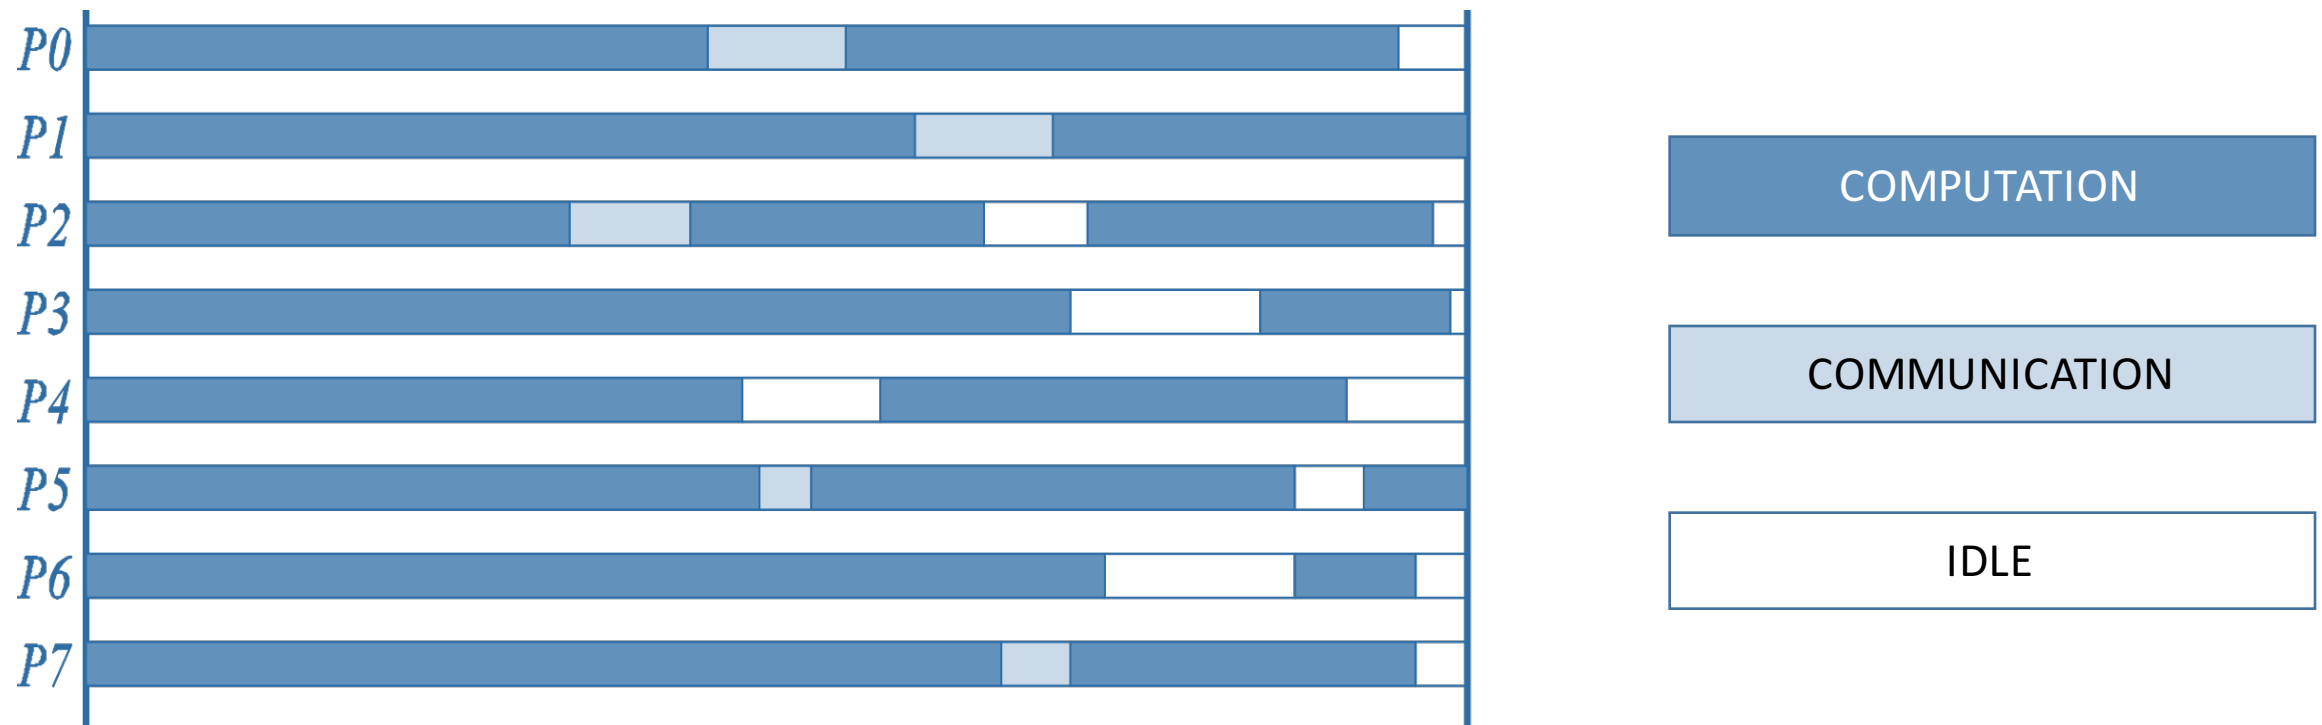 P0
P1
P2
P3
P4
P5
P6
P7
COMPUTATION
COMMUNICATION
IDLE